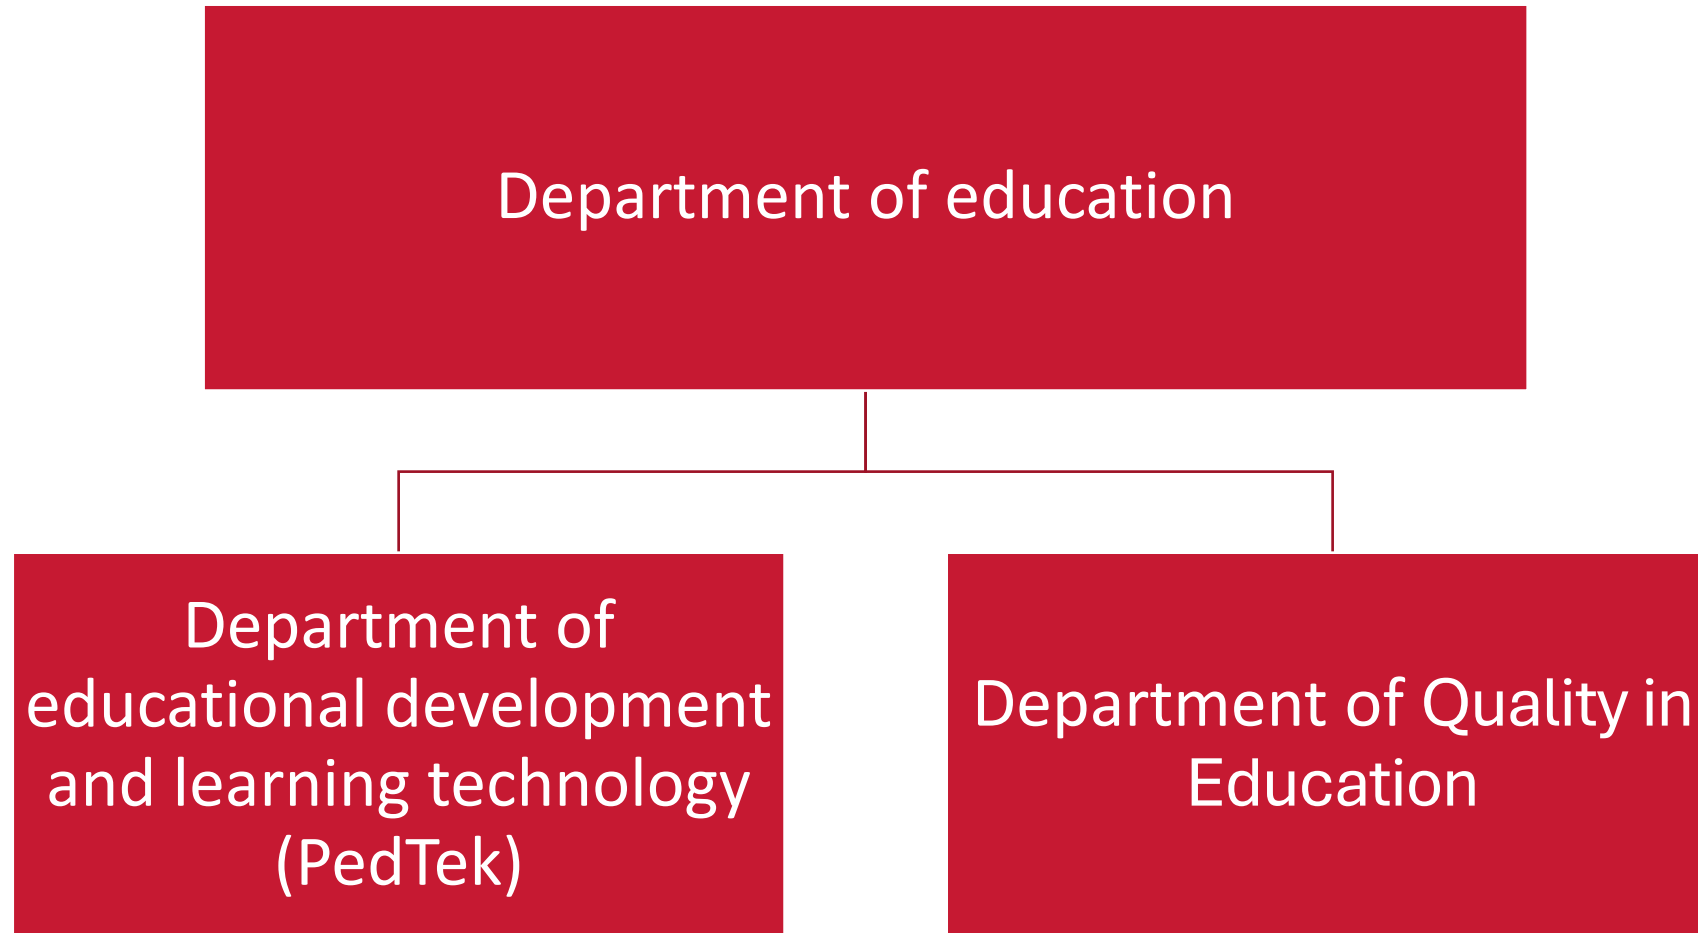 Department of education
Department of
educational development
and learning technology
(PedTek)
Department of Quality in
Education